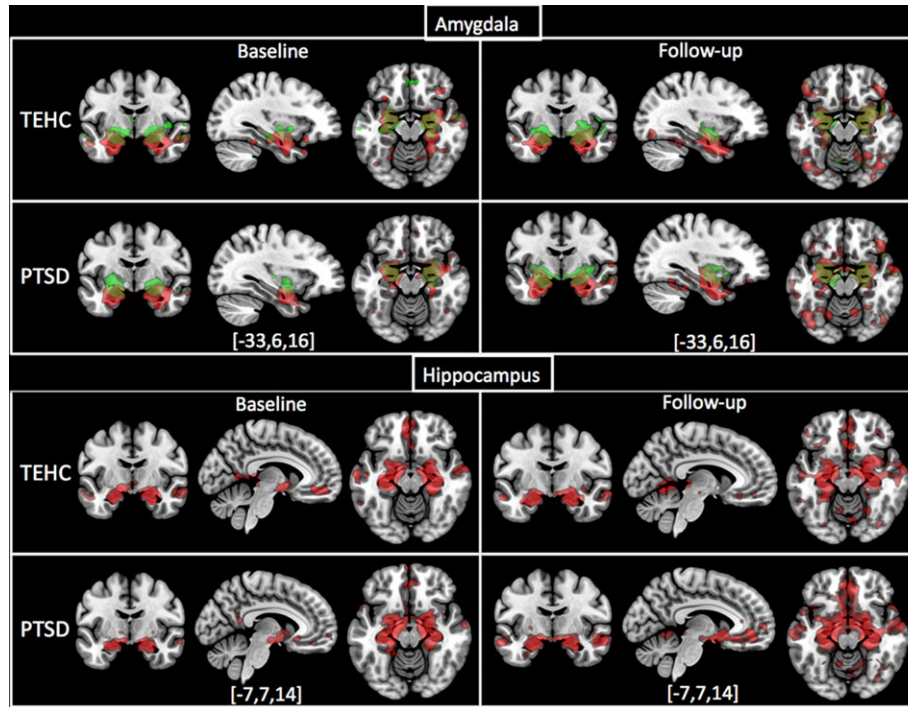 Amygdala
Baseline
Follow-up
TEHC
PTSD
[-33,6,16]
[-33,6,16]
Hippocampus
Baseline
Follow-up
TEHC
PTSD
[-7,7,14]
[-7,7,14]